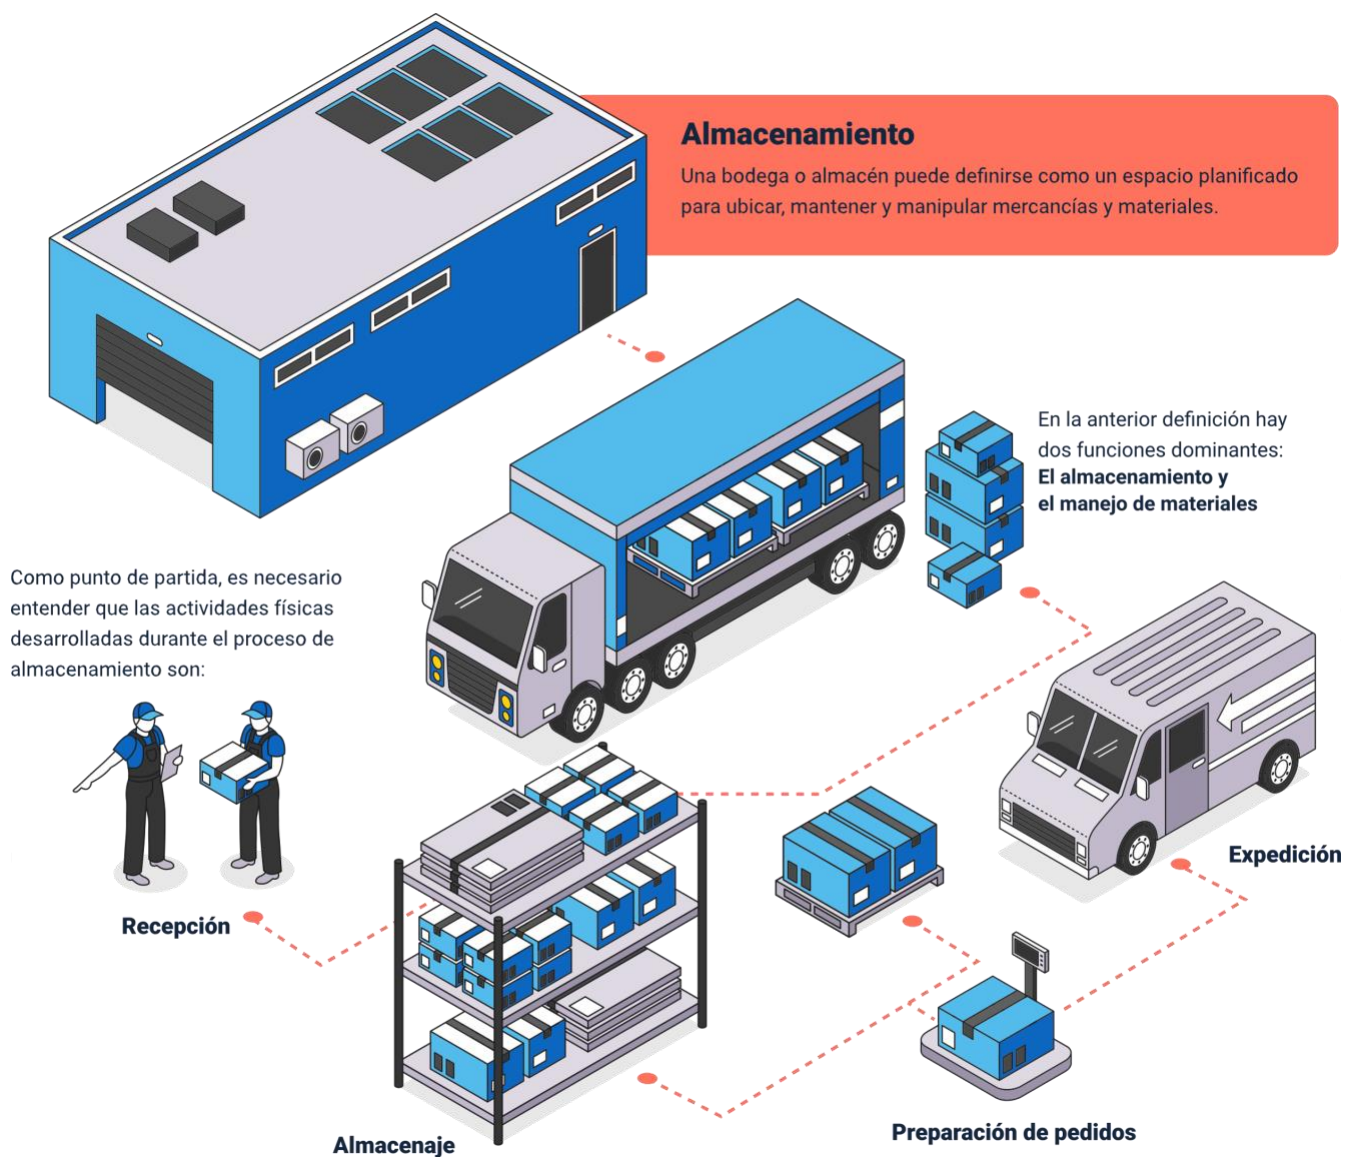 Almacenamiento
Una bodega o almacén puede definirse como un espacio planificado
para ubicar, mantener y manipular mercancías y materiales.
En la anterior definición hay
dos funciones dominantes:
El almacenamiento y
el manejo de materiales
Como punto de partida, es necesario
entender que las actividades físicas
desarrolladas durante el proceso de
almacenamiento son:
Recepción
Almacenaje
Preparación de pedidos
Expedición